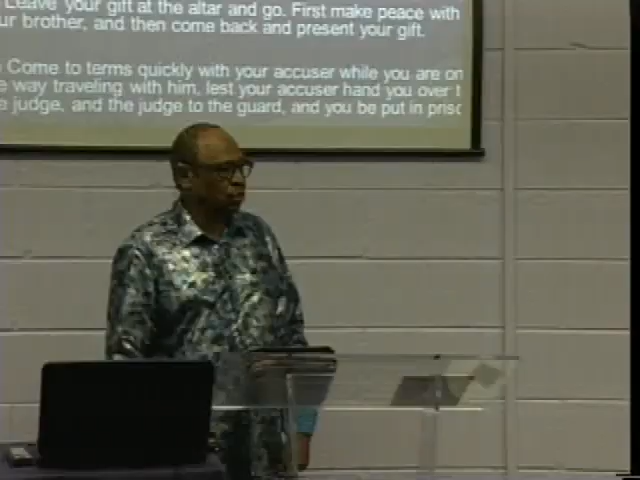 Leave your gift at the altar and go. First make peace with
ur brother, and then come back and present your gift.
Come to terms quickly with your accuser while you are on
e way traveling with him, lest your accuser hand you over t
e judge, and the judge to the guard, and you be put in priso